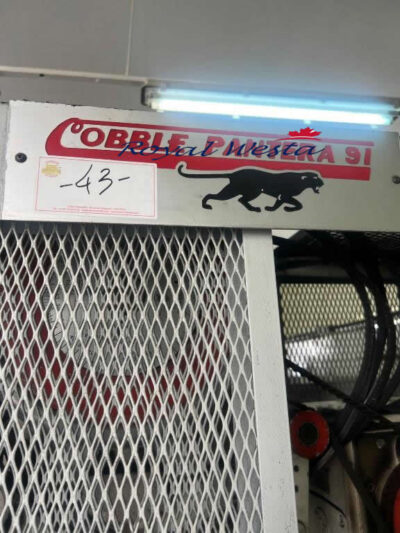 COBBLE PANTERA 91
Royal Westa
-43-